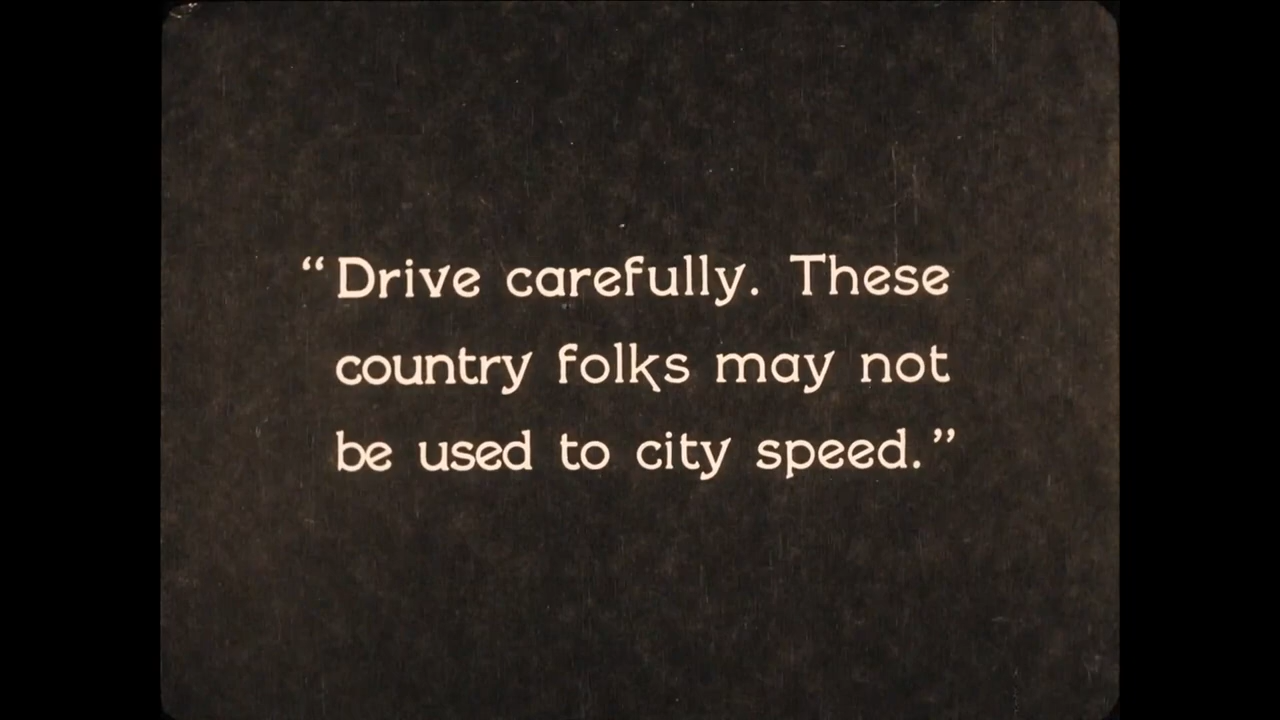 “Drive carefully. These
country folks may not
be used to city speed.”